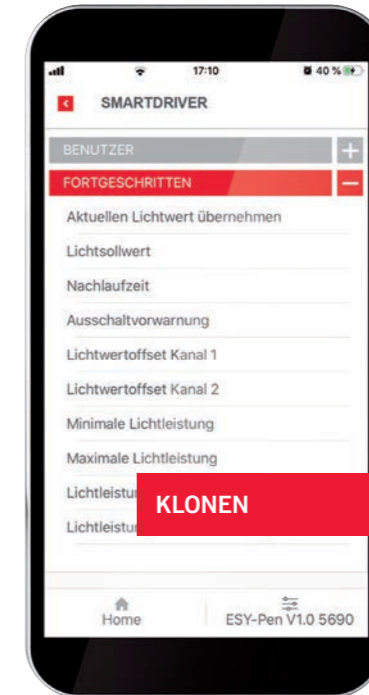 17:10 40 %
SMARTDRIVER
BENUTZER
FORTGESCHRITTEN
Aktuellen Lichtwert übernehmen
Lichtsollwert
Nachlaufzeit
Ausschaltvorwarnung
Lichtwertoffset Kanal 1
Lichtwertoffset Kanal 2
Minimale Lichtleistung
Maximale Lichtleistung
KLONEN
Home ESY-Pen V1.0 5690